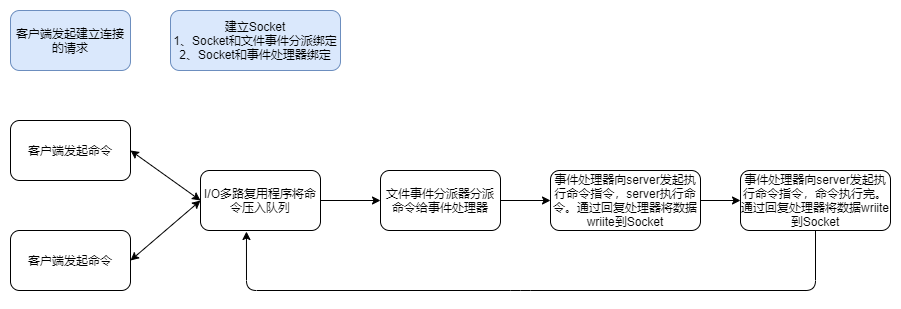 客户端发起建立连接
的请求
建立Socket
1、Socket和文件事件分派绑定
2、Socket和事件处理器绑定
客户端发起命令
I/O多路复用程序将命
令压入队列
文件事件分派器分派
命令给事件处理器
事件处理器向server发起执
行命令指令，server执行命
令。通过回复处理器将数据
wriite到Socket
事件处理器向server发起执
行命令指令，命令执行完。
通过回复处理器将数据wriite
到Socket
客户端发起命令